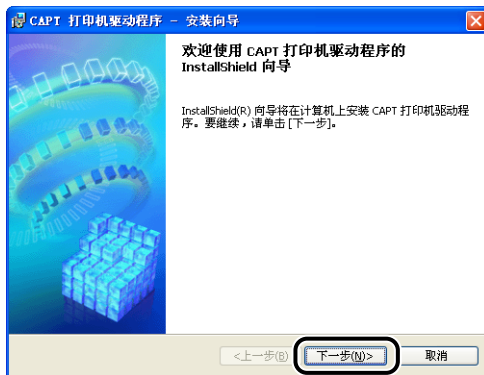 CAPT 打印机驱动程序 - 安装向导
欢迎使用 CAPT 打印机驱动程序的
InstallShield 向导
InstallShield(R) 向导将在计算机上安装 CAPT 打印机驱动程
序。要继续，请单击 [下一步]。
<上一步(B) 下一步(N)> 取消